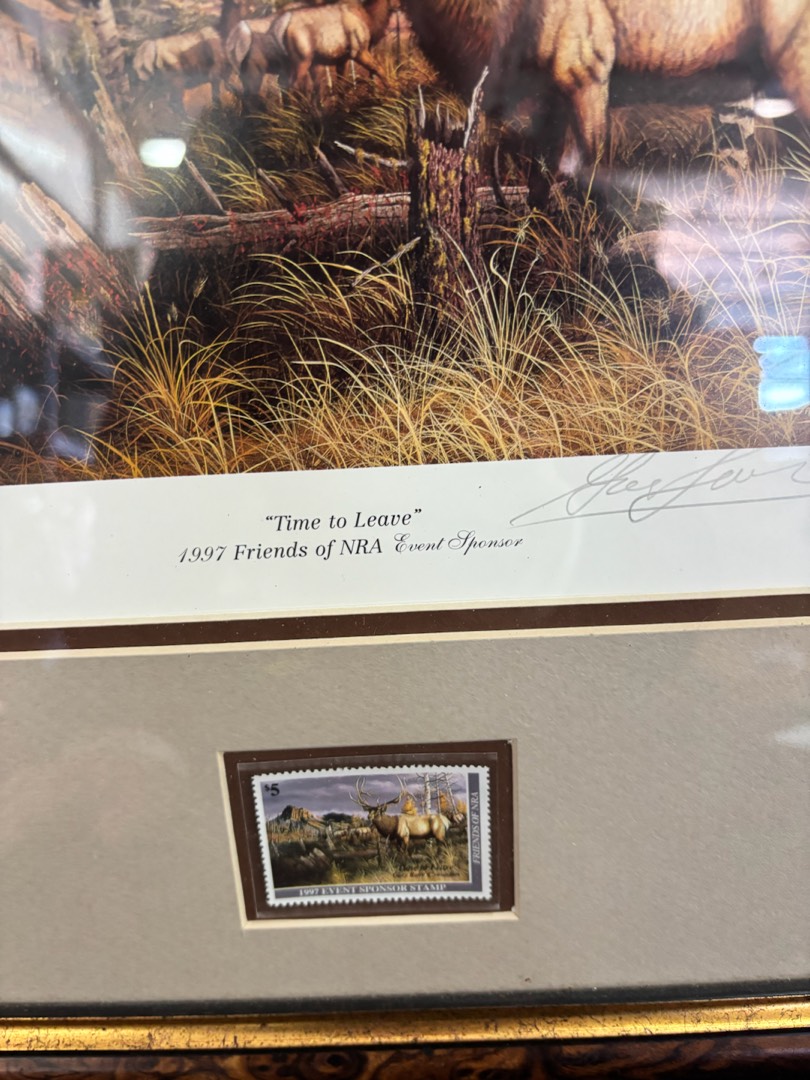 "Time to Leave"
1997 Friends of NRA Event Sponsor
$5
FRIENDS OF NRA
1997 EVENT SPONSOR STAMP